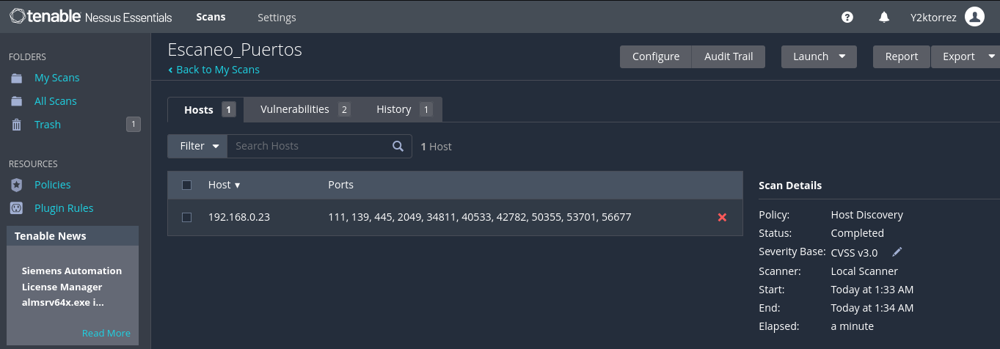 tenable Nessus Essentials Scans Settings ? Y2ktorrez
FOLDERS
My Scans
All Scans
Trash 1
RESOURCES
Policies
Plugin Rules
Tenable News
Siemens Automation
License Manager
almsrv64x.exe i...
Read More
Escaneo_Puertos
Back to My Scans
Configure Audit Trail Launch Report Export
Hosts 1 Vulnerabilities 2 History 1
Filter Search Hosts 1 Host
Host Ports
192.168.0.23 111, 139, 445, 2049, 34811, 40533, 42782, 50355, 53701, 56677
Scan Details
Policy: Host Discovery
Status: Completed
Severity Base: CVSS v3.0
Scanner: Local Scanner
Start: Today at 1:33 AM
End: Today at 1:34 AM
Elapsed: a minute